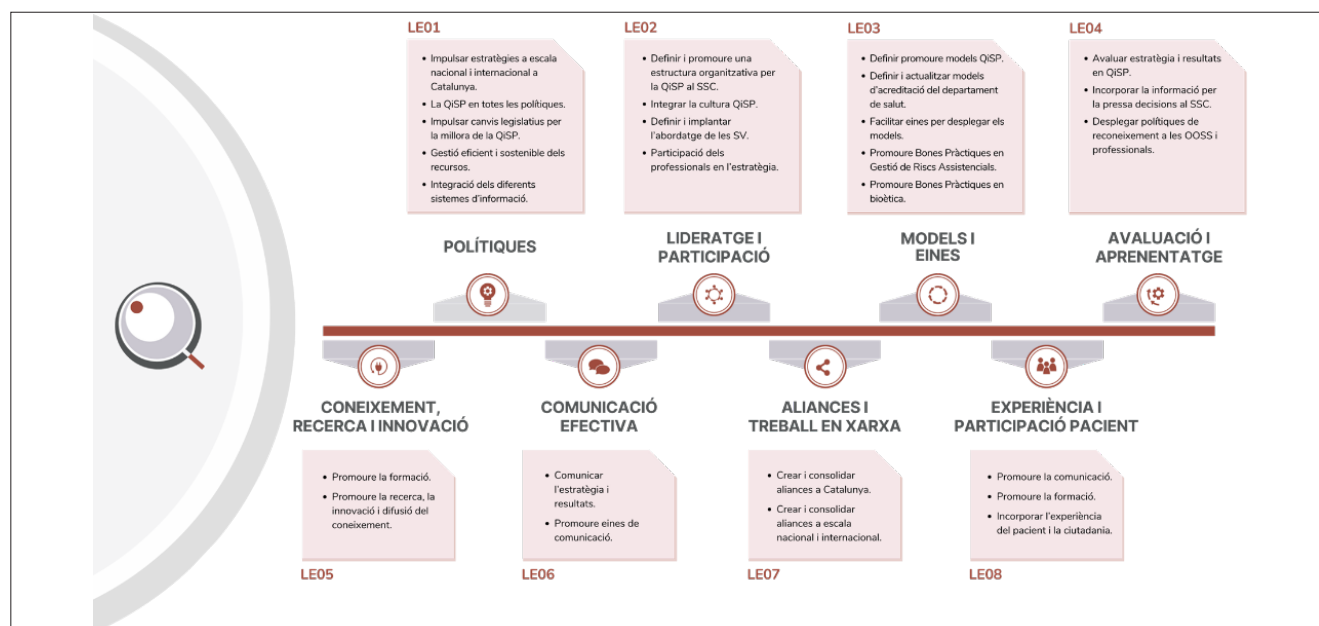 LE01
• Impulsar estratègies a escala
nacional i internacional a
Catalunya.
• La QiSP en totes les polítiques.
• Impulsar canvis legislatius per
la millora de la QiSP.
• Gestió eficient i sostenible dels
recursos.
• Integració dels diferents
sistemes d'informació.
POLÍTIQUES
LE02
• Definir i promoure una
estructura organitzativa per
la QiSP al SSC.
• Integrar la cultura QiSP.
• Definir i implantar
l'abordatge de les SV.
• Participació dels
professionals en l'estratègia.
LIDERATGE I
PARTICIPACIÓ
LE03
• Definir promoure models QiSP.
• Definir i actualitzar models
d'acreditació del departament
de salut.
• Facilitar eines per desplegar els
models.
• Promoure Bones Pràctiques en
Gestió de Riscs Assistencials.
• Promoure Bones Pràctiques en
bioètica.
MODELS I
EINES
LE04
• Avaluar estratègia i resultats
en QiSP.
• Incorporar la informació per
la pressa decisions al SSC.
• Desplegar polítiques de
reconeixement a les OOSS i
professionals.
AVALUACIÓ I
APRENENTATGE
CONEIXEMENT,
RECERCA I INNOVACIÓ
• Promoure la formació.
• Promoure la recerca, la
innovació i difusió del
coneixement.
LE05
COMUNICACIÓ
EFECTIVA
• Comunicar
l'estratègia i
resultats.
• Promoure eines de
comunicació.
LE06
ALIANCES I
TREBALL EN XARXA
• Crear i consolidar
aliances a Catalunya.
• Crear i consolidar
aliances a escala
nacional i internacional.
LE07
EXPERIÈNCIA I
PARTICIPACIÓ PACIENT
• Promoure la comunicació.
• Promoure la formació.
• Incorporar l'experiència
del pacient i la ciutadania.
LE08